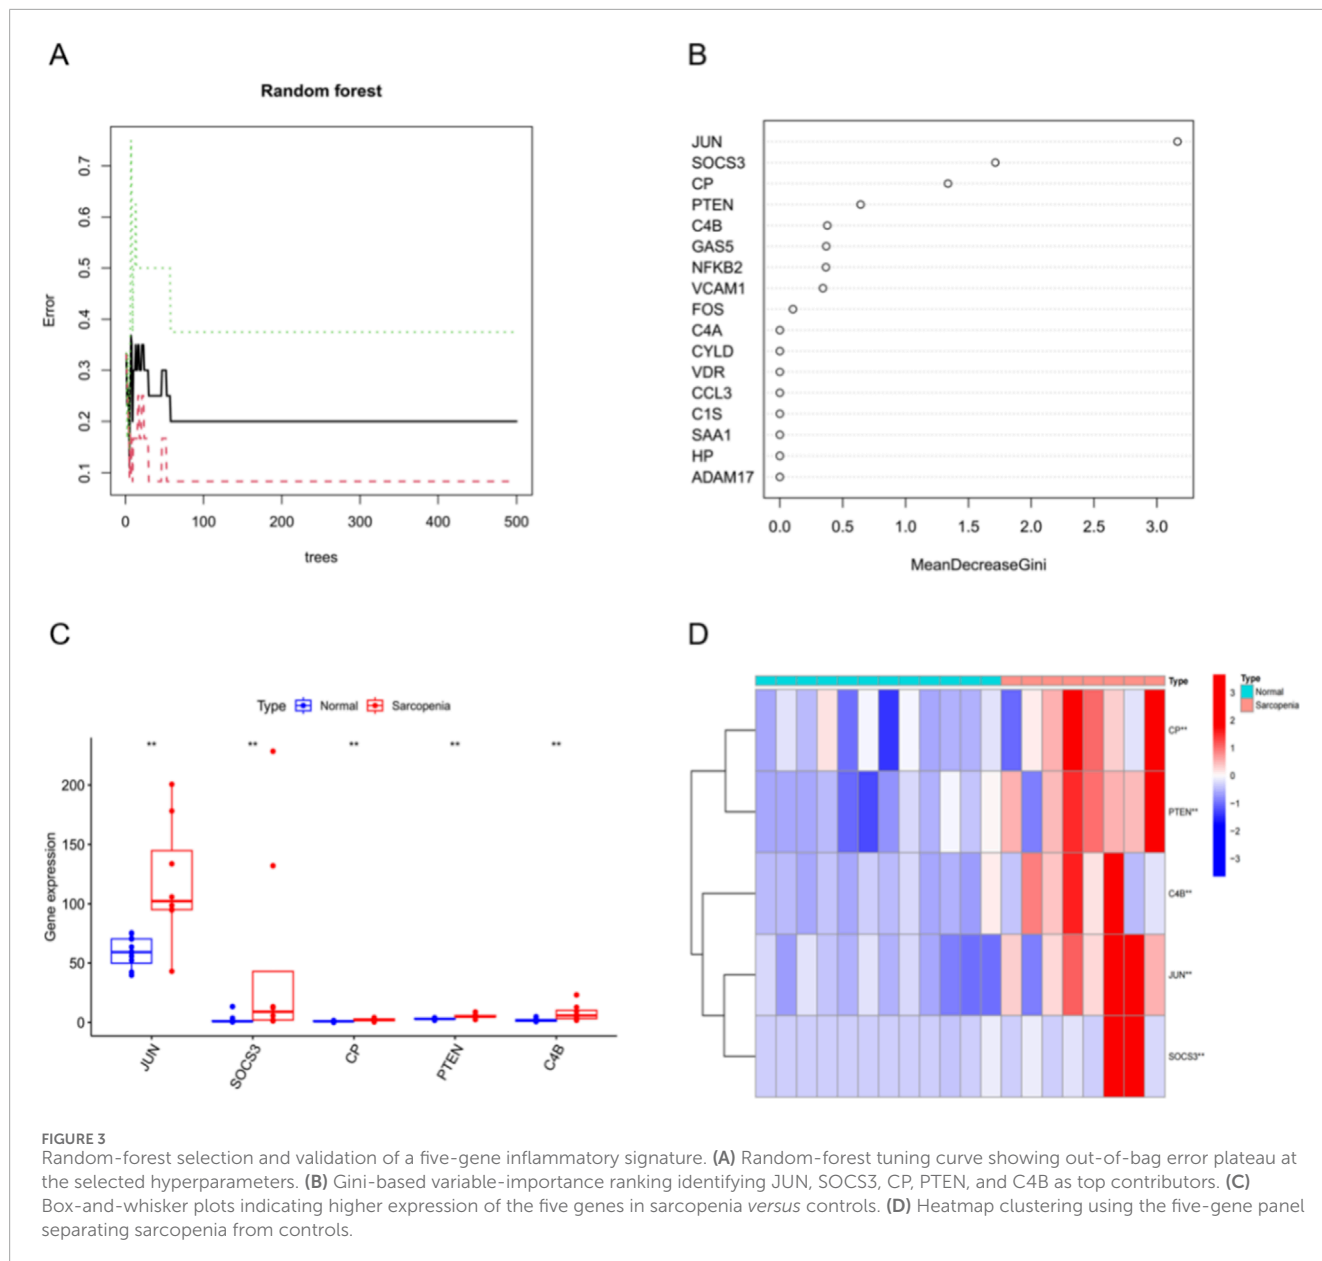 A
Random forest
0.7
0.6
0.5
0.4
0.3
0.2
0.1
Error
0 100 200 300 400 500
trees
B
JUN
SOCS3
CP
PTEN
C4B
GAS5
NFKB2
VCAM1
FOS
C4A
CYLD
VDR
CCL3
C1S
SAA1
HP
ADAM17
0.0 0.5 1.0 1.5 2.0 2.5 3.0
MeanDecreaseGini
C
Type Normal Sarcopenia
** ** ** ** **
200
150
100
50
0
Gene expression
JUN SOCS3 CP PTEN C4B
D
Type
CP**
PTEN**
C4B**
JUN**
SOCS3**
3
2
1
0
−1
−2
−3
Type
Normal
Sarcopenia
FIGURE 3
Random-forest selection and validation of a five-gene inflammatory signature. (A) Random-forest tuning curve showing out-of-bag error plateau at
the selected hyperparameters. (B) Gini-based variable-importance ranking identifying JUN, SOCS3, CP, PTEN, and C4B as top contributors. (C)
Box-and-whisker plots indicating higher expression of the five genes in sarcopenia versus controls. (D) Heatmap clustering using the five-gene panel
separating sarcopenia from controls.